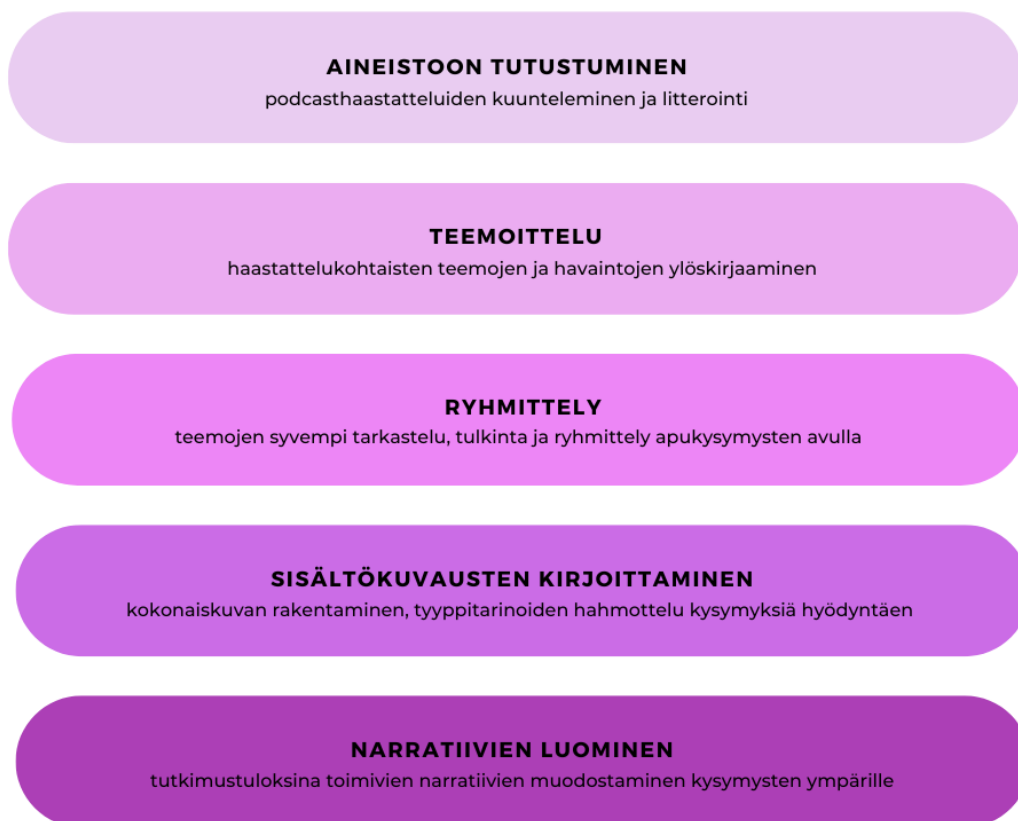 AINEISTOON TUTUSTUMINEN
podcasthaastatteluiden kuunteleminen ja litterointi
TEEMOITTELU
haastattelukohtaisten teemojen ja havaintojen ylöskirjaaminen
RYHMITTELY
teemojen syvempi tarkastelu, tulkinta ja ryhmittely apukysymysten avulla
SISÄLTÖKUVAUSTEN KIRJOITTAMINEN
kokonaiskuvan rakentaminen, tyyppitarinoiden hahmottelu kysymyksiä hyödyntäen
NARRATIIVIEN LUOMINEN
tutkimustuloksina toimivien narratiivien muodostaminen kysymysten ympärille